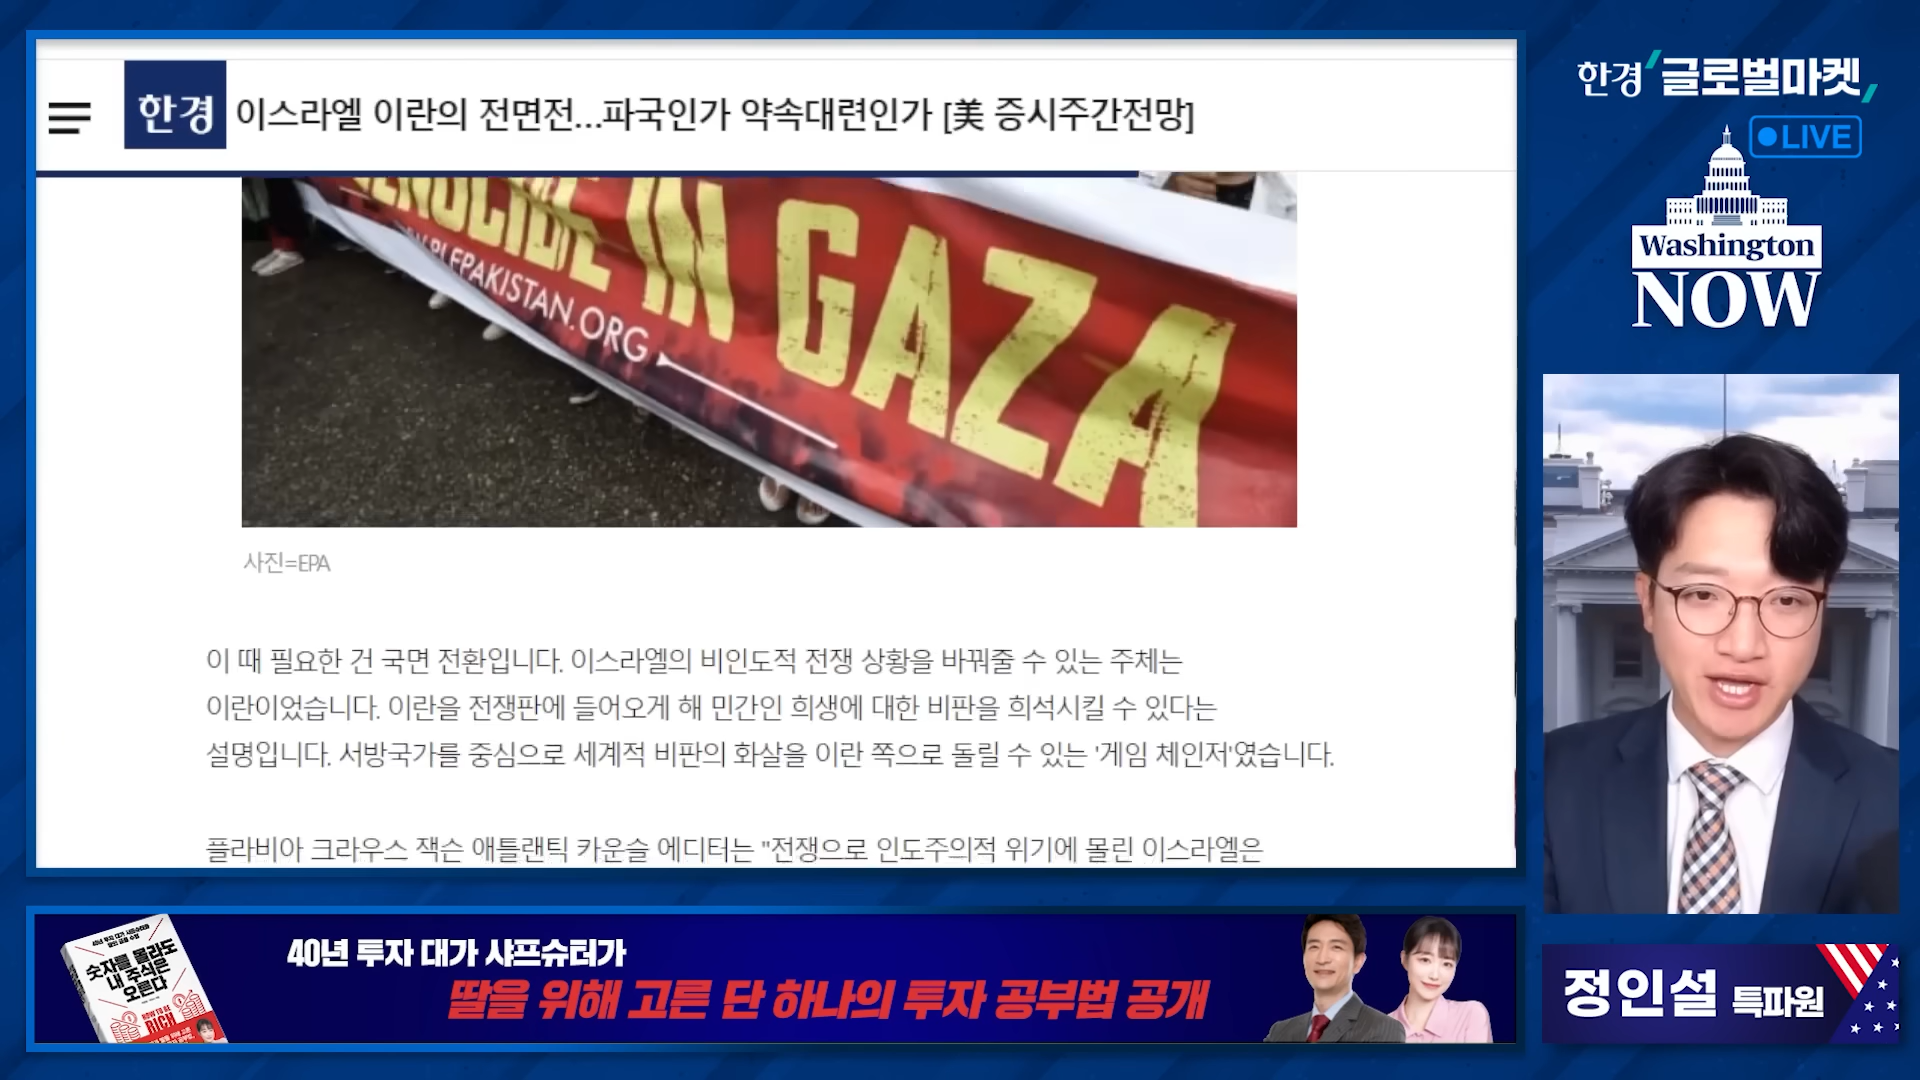 한경 이스라엘 이란의 전면전...파국인가 약속대련인가 [美 증시주간전망]
IN GAZA
PAKISTAN.ORG
사진=EPA
이 때 필요한 건 국면 전환입니다. 이스라엘의 비인도적 전쟁 상황을 바꿔줄 수 있는 주체는
이란이었습니다. 이란을 전쟁판에 들어오게 해 민간인 희생에 대한 비판을 희석시킬 수 있다는
설명입니다. 서방국가를 중심으로 세계적 비판의 화살을 이란 쪽으로 돌릴 수 있는 '게임 체인저'였습니다.
플라비아 크라우스 잭슨 애틀랜틱 카운슬 에디터는 "전쟁으로 인도주의적 위기에 몰린 이스라엘은
한경 글로벌마켓
LIVE
Washington
NOW
정인설 특파원
숫자를 몰라도
내 주식은
오른다
HOW TO BE
RICH
40년 투자 대가 샤프슈터가
딸을 위해 고른 단 하나의 투자 공부법 공개